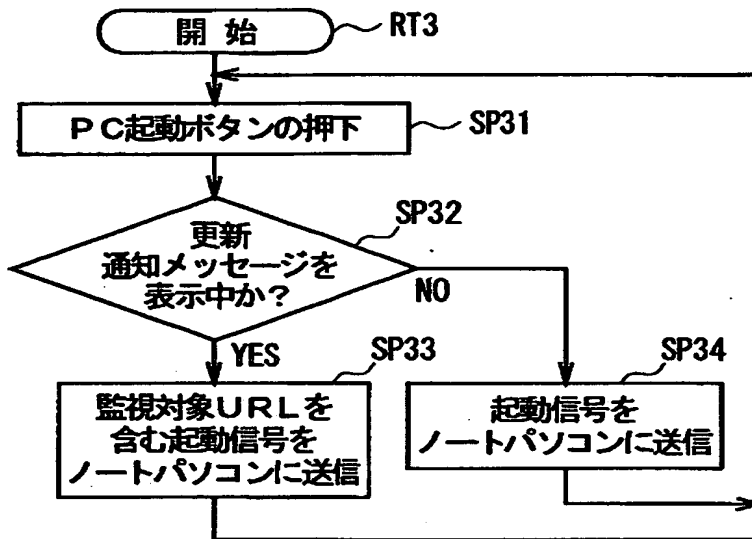 開始
RT3
PC起動ボタンの押下
SP31
更新
通知メッセージを
表示中か?
SP32
NO
YES
SP33
監視対象URLを
含む起動信号を
ノートパソコンに送信
SP34
起動信号を
ノートパソコンに送信